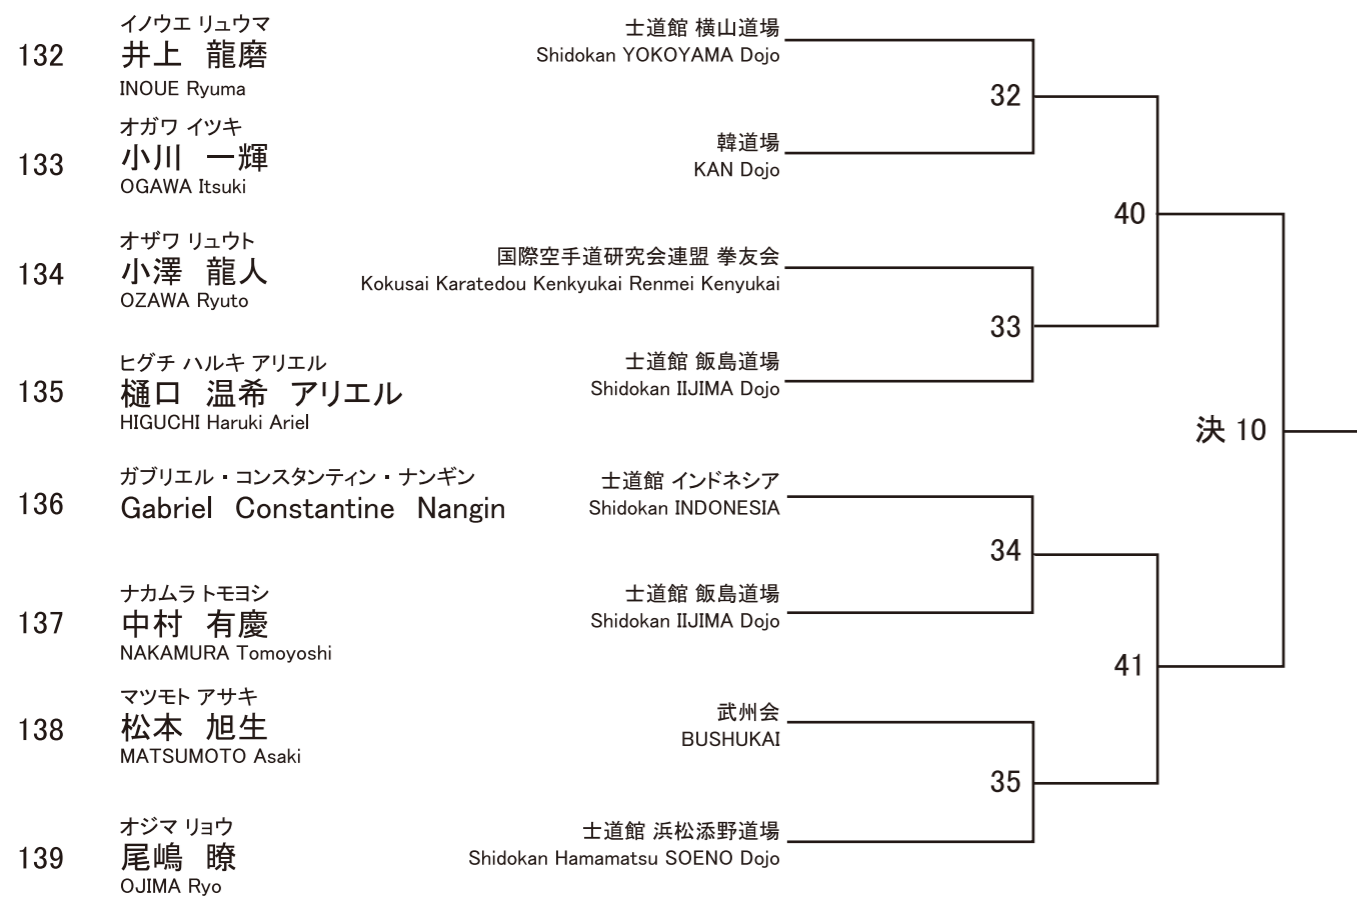 イノウエ リュウマ
132 井上 龍磨
INOUE Ryuma
士道館 横山道場
Shidokan YOKOYAMA Dojo
32
オガワ イツキ
133 小川 一輝
OGAWA Itsuki
韓道場
KAN Dojo
40
オザワ リュウト
134 小澤 龍人
OZAWA Ryuto
国際空手道研究会連盟 拳友会
Kokusai Karatedou Kenkyukai Renmei Kenyukai
33
ヒグチ ハルキ アリエル
135 樋口 温希 アリエル
HIGUCHI Haruki Ariel
士道館 飯島道場
Shidokan IIJIMA Dojo
決 10
ガブリエル・コンスタンティン・ナンギン
136 Gabriel Constantine Nangin
士道館 インドネシア
Shidokan INDONESIA
34
ナカムラ トモヨシ
137 中村 有慶
NAKAMURA Tomoyoshi
士道館 飯島道場
Shidokan IIJIMA Dojo
41
マツモト アサキ
138 松本 旭生
MATSUMOTO Asaki
武州会
BUSHUKAI
35
オジマ リョウ
139 尾嶋 瞭
OJIMA Ryo
士道館 浜松添野道場
Shidokan Hamamatsu SOENO Dojo